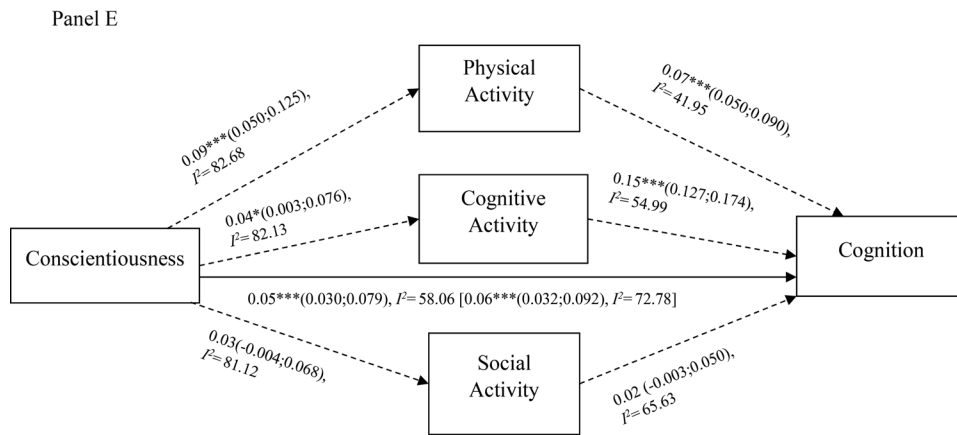 Panel E
Physical
Activity
0.09***(0.050;0.125),
I²=82.68
0.07***(0.050;0.090),
I²=41.95
Cognitive
Activity
0.04*(0.003;0.076),
I²=82.13
0.15***(0.127;0.174),
I²=54.99
Conscientiousness
Cognition
0.05***(0.030;0.079), I²=58.06 [0.06***(0.032;0.092), I²=72.78]
0.03(-0.004;0.068),
I²=81.12
Social
Activity
0.02 (-0.003;0.050),
I²=65.63